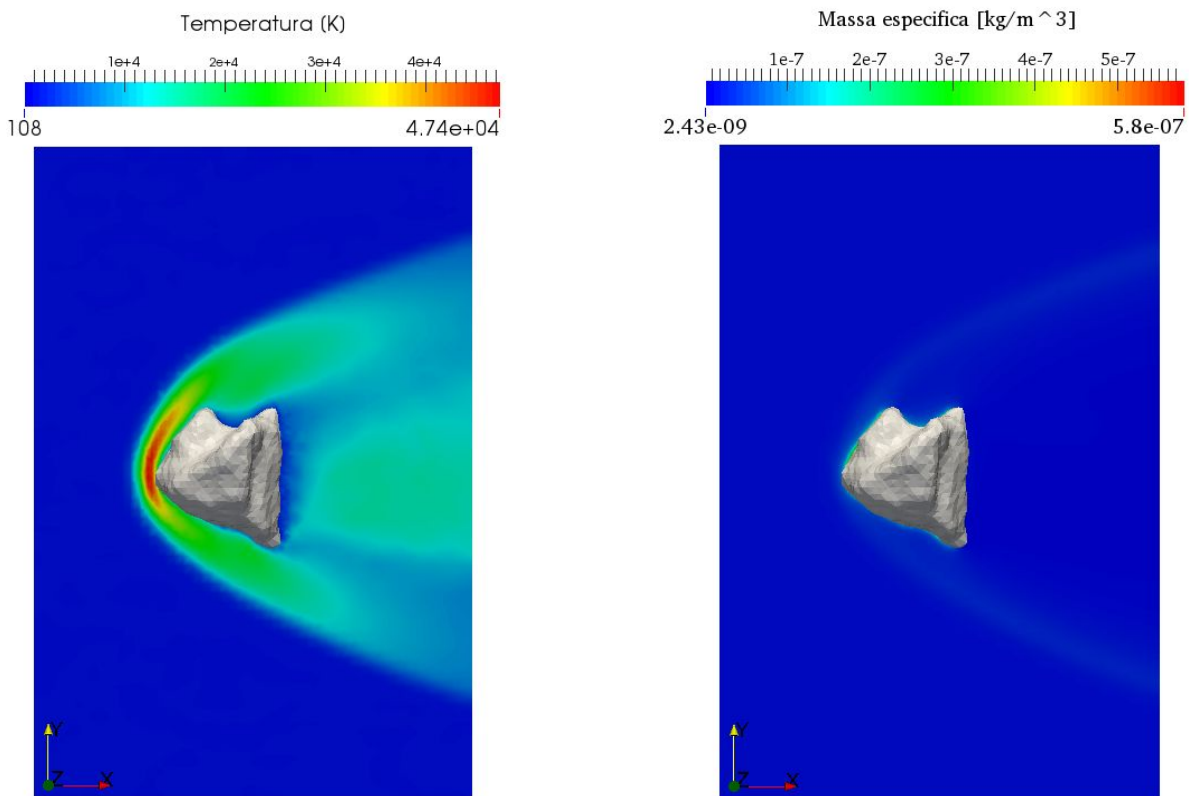 Temperatura (K)
1e+4 2e+4 3e+4 4e+4
108 4.74e+04
Massa especifica [kg/m^3]
1e-7 2e-7 3e-7 4e-7 5e-7
2.43e-09 5.8e-07
Y
Z X
Y
Z X